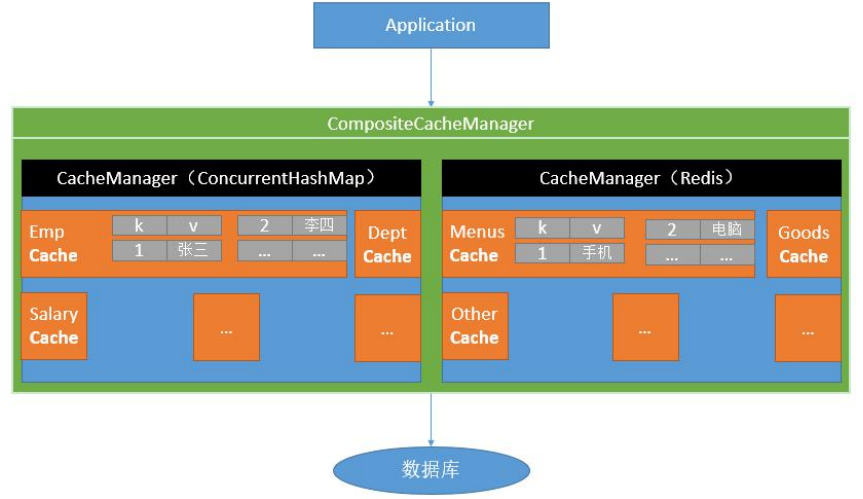 Application
CompositeCacheManager
CacheManager（ConcurrentHashMap）
Emp
Cache
k v
1 张三
2 李四
... ...
Dept
Cache
Salary
Cache
...
...
CacheManager（Redis）
Menus
Cache
k v
1 手机
2 电脑
... ...
Goods
Cache
Other
Cache
...
...
数据库